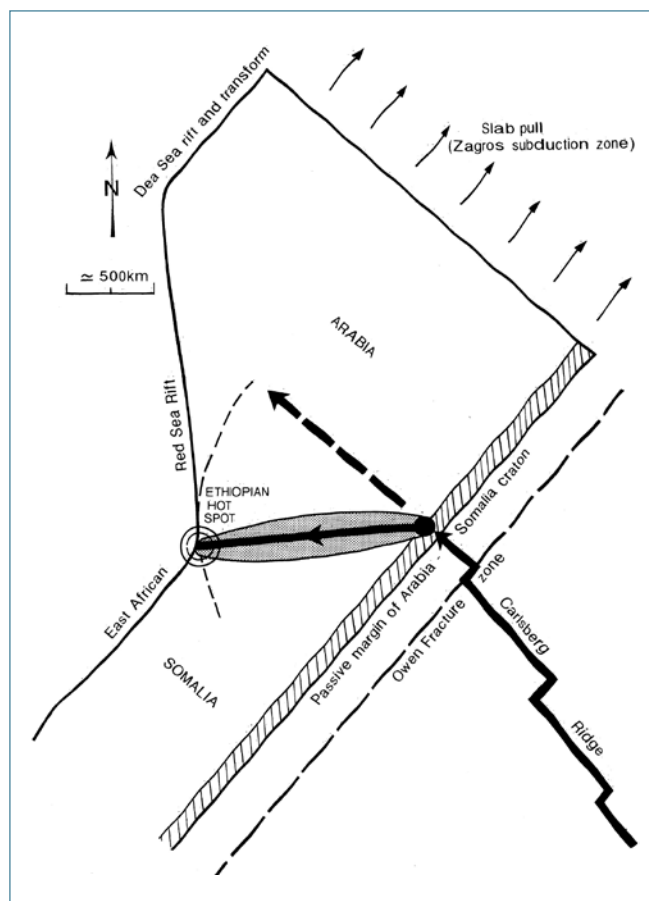 Dea Sea rift and transform
Slab pull
(Zagros subduction zone)
N
≃ 500km
ARABIA
Red Sea Rift
ETHIOPIAN
HOT
SPOT
East African
SOMALIA
Passive margin of Arabia - Somalia craton
Owen Fracture zone
Carlsberg
Ridge